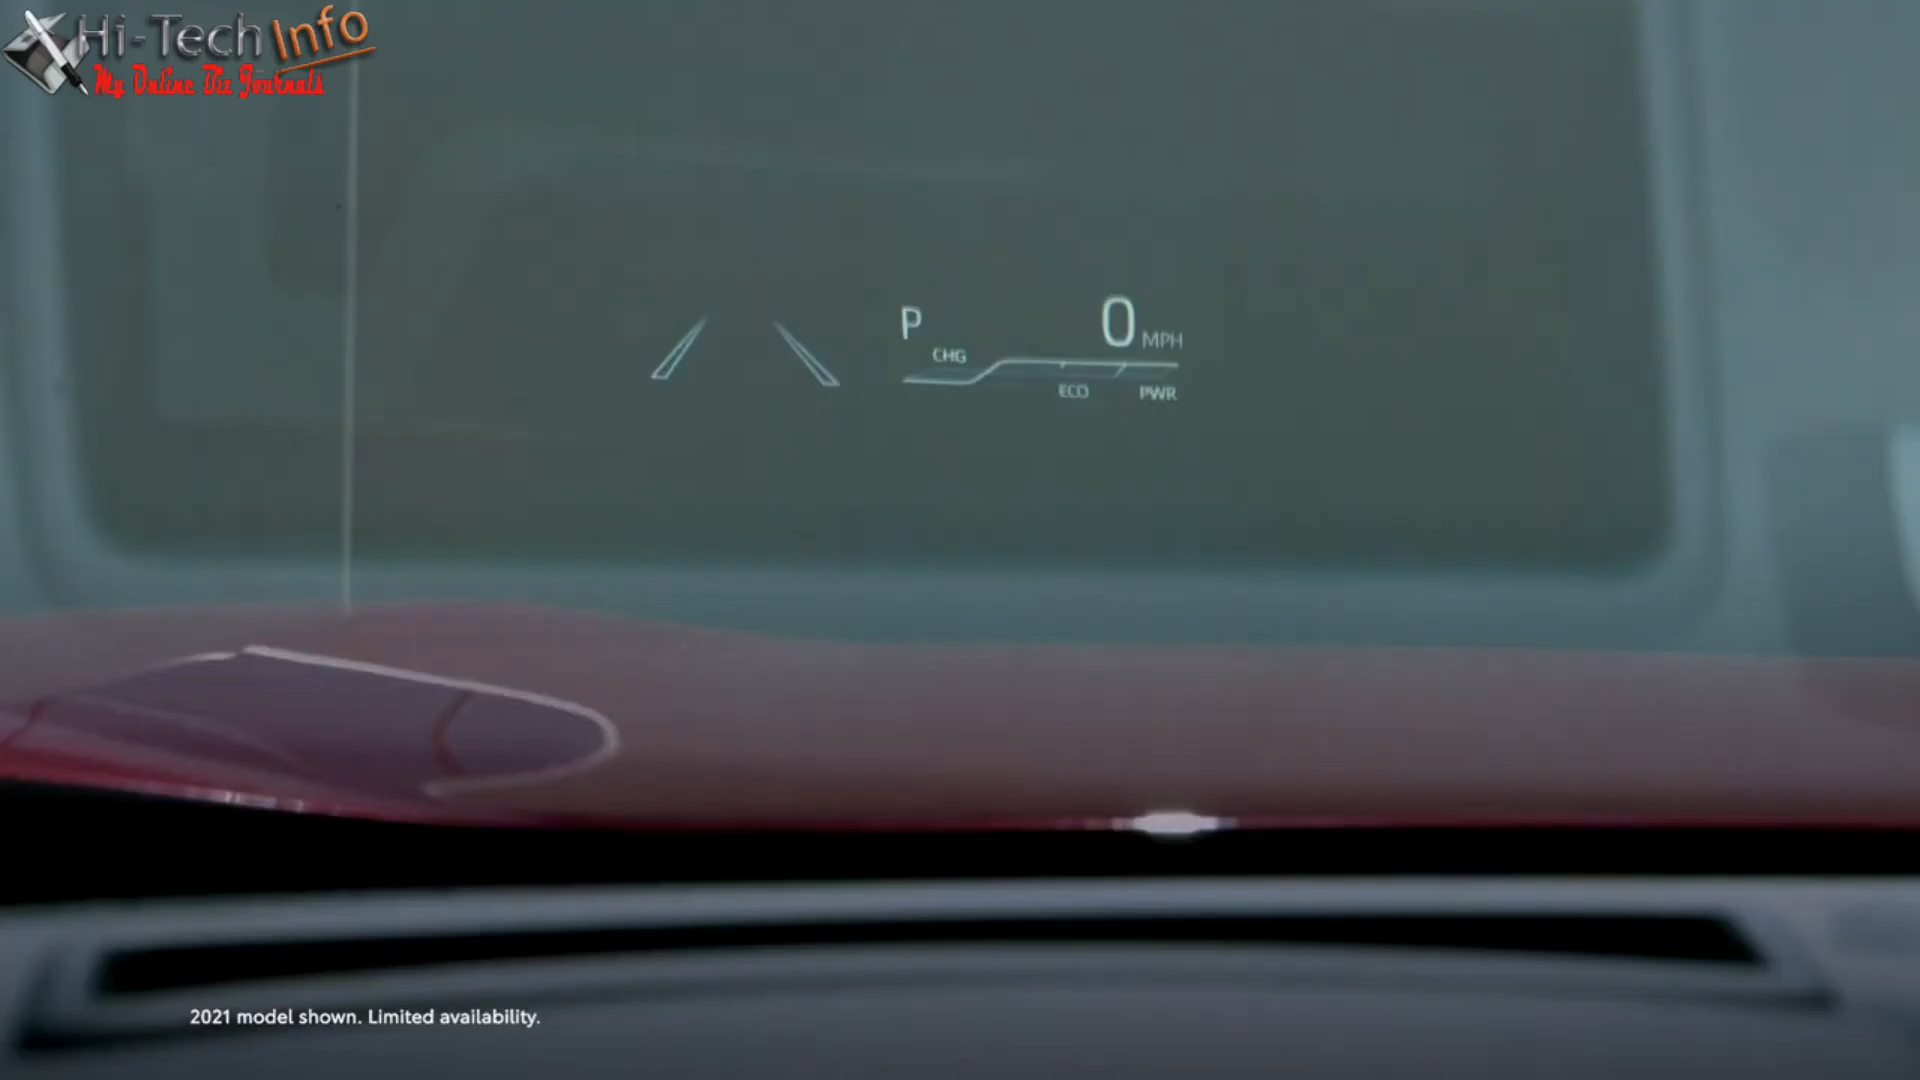 Hi-Tech Info
My Online Biz Journals
P
0 MPH
CHG
ECO PWR
2021 model shown. Limited availability.